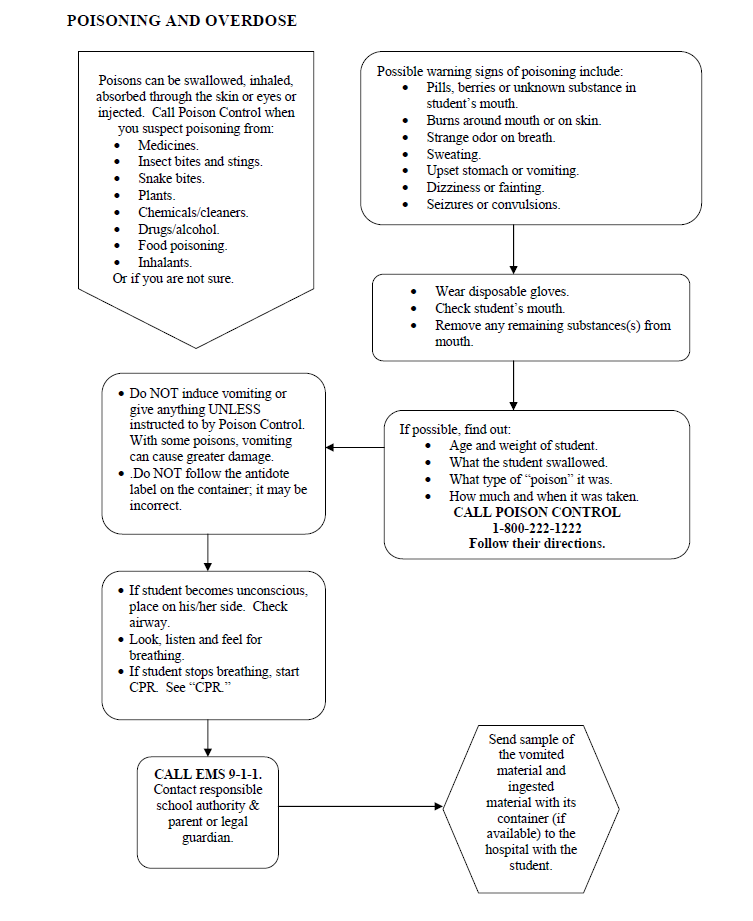 POISONING AND OVERDOSE
Poisons can be swallowed, inhaled,
absorbed through the skin or eyes or
injected.  Call Poison Control when
you suspect poisoning from:
• Medicines.
• Insect bites and stings.
• Snake bites.
• Plants.
• Chemicals/cleaners.
• Drugs/alcohol.
• Food poisoning.
• Inhalants.
Or if you are not sure.
Possible warning signs of poisoning include:
• Pills, berries or unknown substance in
student’s mouth.
• Burns around mouth or on skin.
• Strange odor on breath.
• Sweating.
• Upset stomach or vomiting.
• Dizziness or fainting.
• Seizures or convulsions.
• Wear disposable gloves.
• Check student’s mouth.
• Remove any remaining substances(s) from
mouth.
If possible, find out:
• Age and weight of student.
• What the student swallowed.
• What type of “poison” it was.
• How much and when it was taken.
CALL POISON CONTROL
1-800-222-1222
Follow their directions.
• Do NOT induce vomiting or
give anything UNLESS
instructed to by Poison Control.
With some poisons, vomiting
can cause greater damage.
• .Do NOT follow the antidote
label on the container; it may be
incorrect.
• If student becomes unconscious,
place on his/her side.  Check
airway.
• Look, listen and feel for
breathing.
• If student stops breathing, start
CPR.  See “CPR.”
CALL EMS 9-1-1.
Contact responsible
school authority &
parent or legal
guardian.
Send sample of
the vomited
material and
ingested
material with its
container (if
available) to the
hospital with the
student.